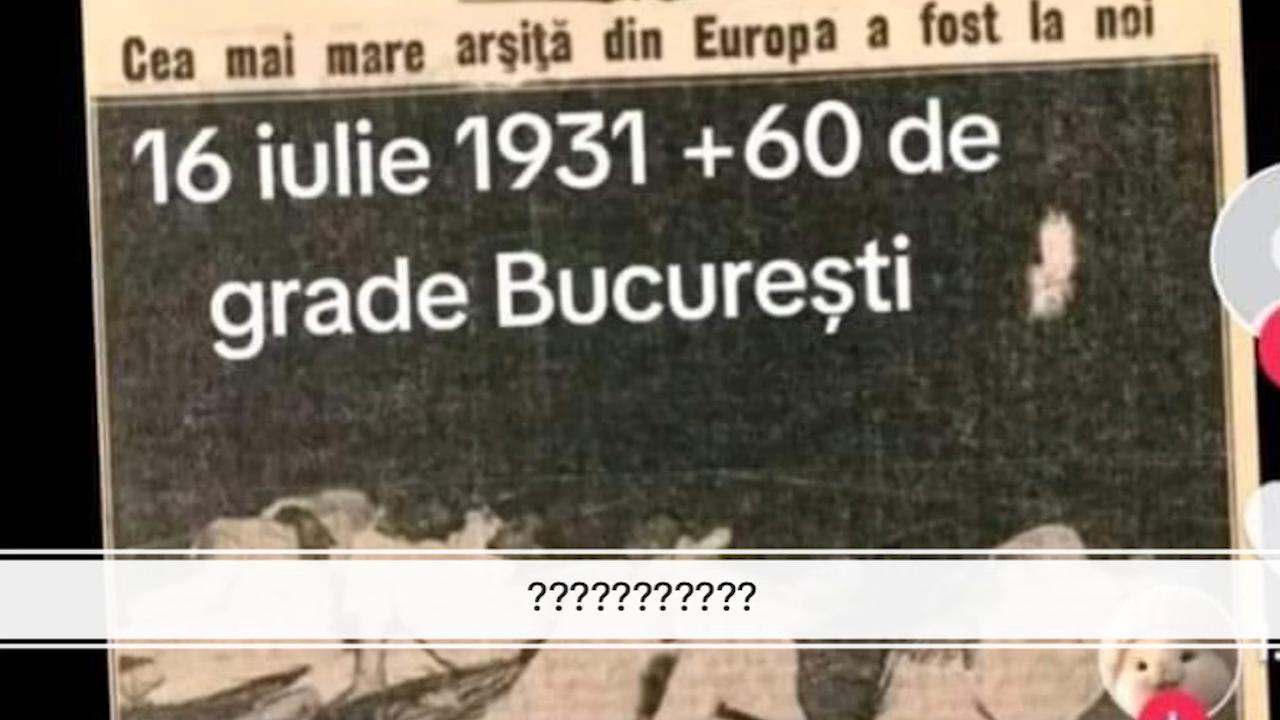 Cea mai mare arşiţă din Europa a fost la noi
16 iulie 1931 +60 de
grade București
???????????